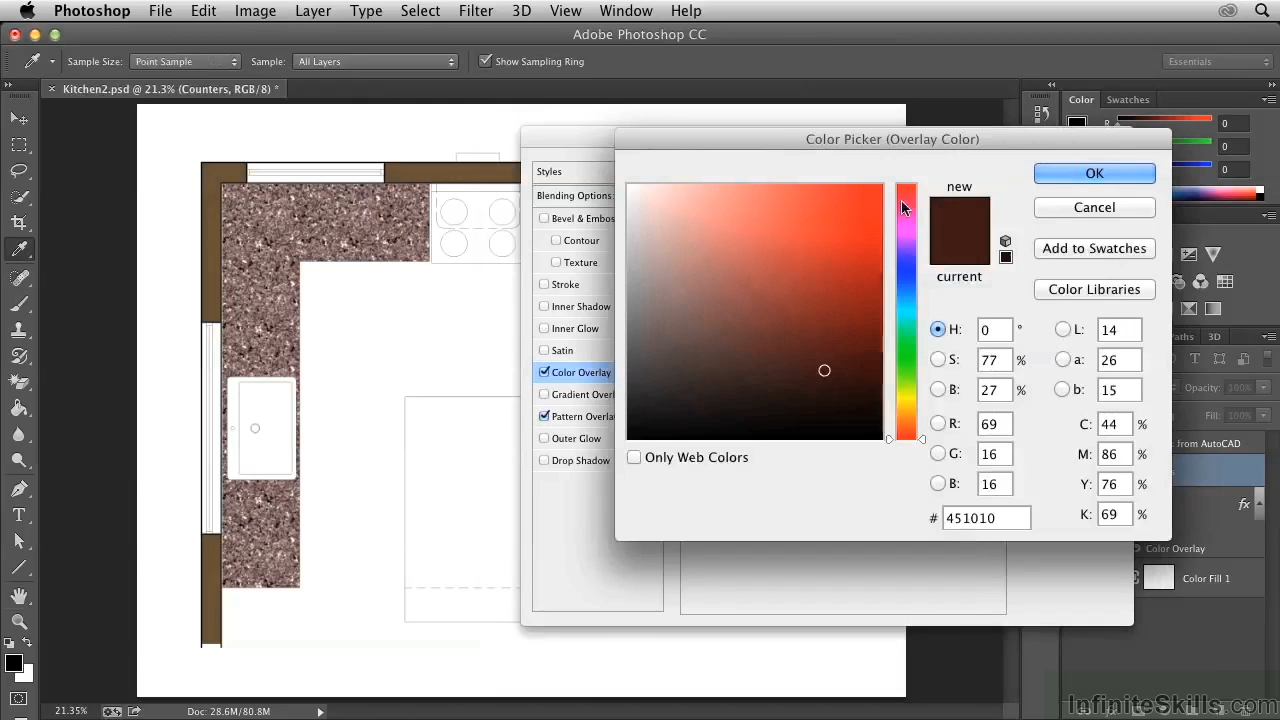 Photoshop File Edit Image Layer Type Select Filter 3D View Window Help
Adobe Photoshop CC
Sample Size: Point Sample Sample: All Layers Show Sampling Ring Essentials
Kitchen2.psd @ 21.3% (Counters, RGB/8) *
Color Swatches
R 0
0
0
Color Picker (Overlay Color)
Styles
Blending Options:
Bevel & Embos
Contour
Texture
Stroke
Inner Shadow
Inner Glow
Satin
Color Overlay
Gradient Overl
Pattern Overla
Outer Glow
Drop Shadow
new
current
OK
Cancel
Add to Swatches
Color Libraries
H: 0 °
S: 77 %
B: 27 %
R: 69
G: 16
B: 16
# 451010
L: 14
a: 26
b: 15
C: 44 %
M: 86 %
Y: 76 %
K: 69 %
Only Web Colors
Paths 3D
Opacity: 100%
Fill: 100%
from AutoCAD
fx
Color Overlay
Color Fill 1
21.35% Doc: 28.6M/80.8M
InfiniteSkills.com